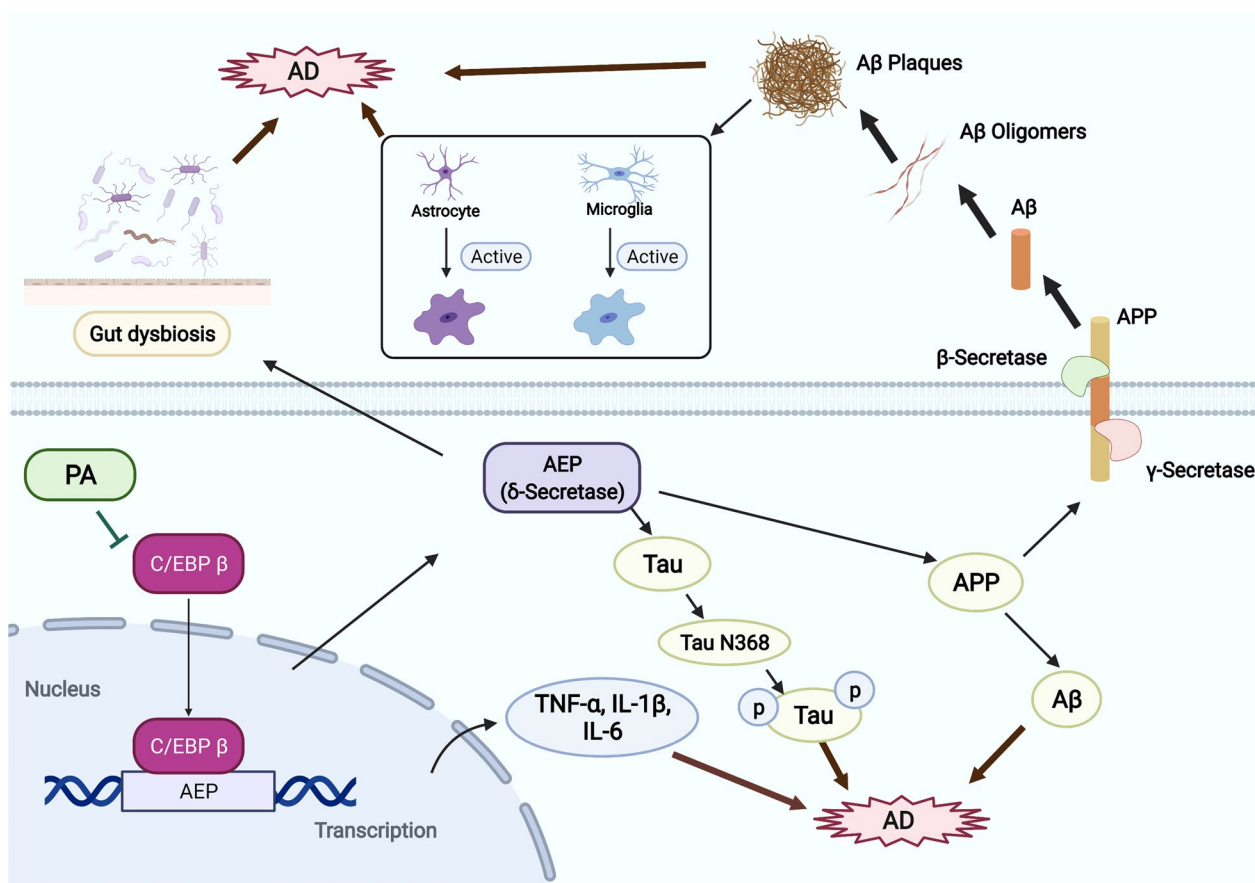 AD
Aβ Plaques
Aβ Oligomers
Aβ
APP
β-Secretase
γ-Secretase
Astrocyte
Microglia
Active
Active
Gut dysbiosis
PA
C/EBP β
AEP
(δ-Secretase)
Tau
APP
Tau N368
Nucleus
TNF-α, IL-1β,
IL-6
p
Tau
p
Aβ
C/EBP β
AEP
Transcription
AD